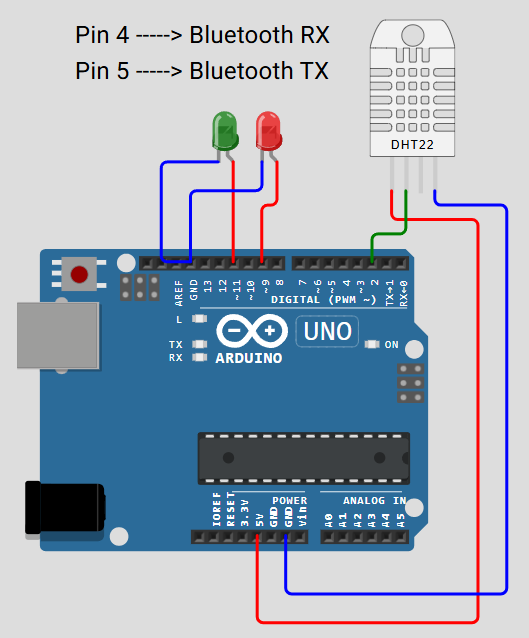 Pin 4 -----> Bluetooth RX
Pin 5 -----> Bluetooth TX
DHT22
AREF
GND
13
12
~11
~10
~9
8
7
~6
~5
4
~3
2
TX→1
RX←0
DIGITAL (PWM ~)
L
TX
RX
ARDUINO
UNO
ON
POWER
ANALOG IN
IOREF
RESET
3.3V
5V
GND
GND
Vin
A0
A1
A2
A3
A4
A5